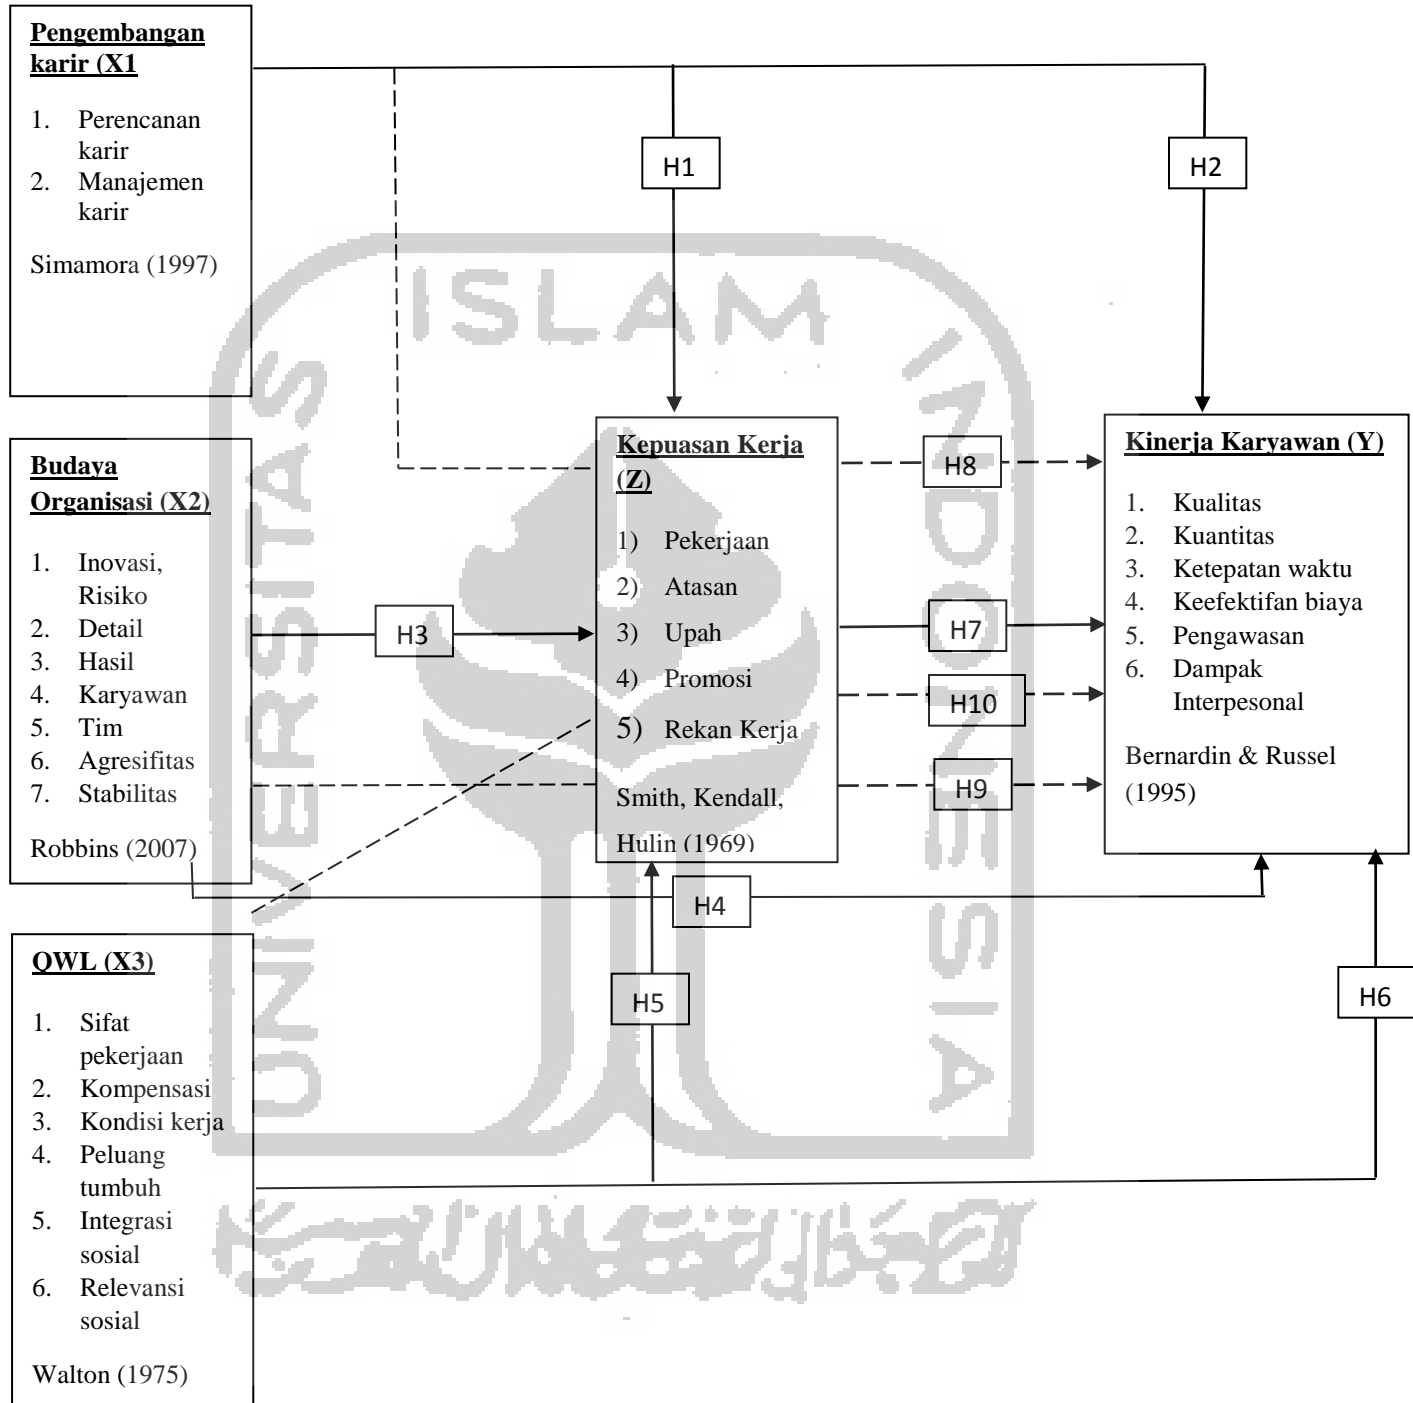 Pengembangan
karir (X1
1. Perencanan
karir
2. Manajemen
karir
Simamora (1997)
H1
H2
Budaya
Organisasi (X2)
1. Inovasi,
Risiko
2. Detail
3. Hasil
4. Karyawan
5. Tim
6. Agresifitas
7. Stabilitas
Robbins (2007)
H3
Kepuasan Kerja
(Z)
1) Pekerjaan
2) Atasan
3) Upah
4) Promosi
5) Rekan Kerja
Smith, Kendall,
Hulin (1969)
H8
H7
H10
H9
Kinerja Karyawan (Y)
1. Kualitas
2. Kuantitas
3. Ketepatan waktu
4. Keefektifan biaya
5. Pengawasan
6. Dampak
Interpesonal
Bernardin & Russel
(1995)
H4
H5
H6
QWL (X3)
1. Sifat
pekerjaan
2. Kompensasi
3. Kondisi kerja
4. Peluang
tumbuh
5. Integrasi
sosial
6. Relevansi
sosial
Walton (1975)
UNIVERSITAS
ISLAM
INDONESIA